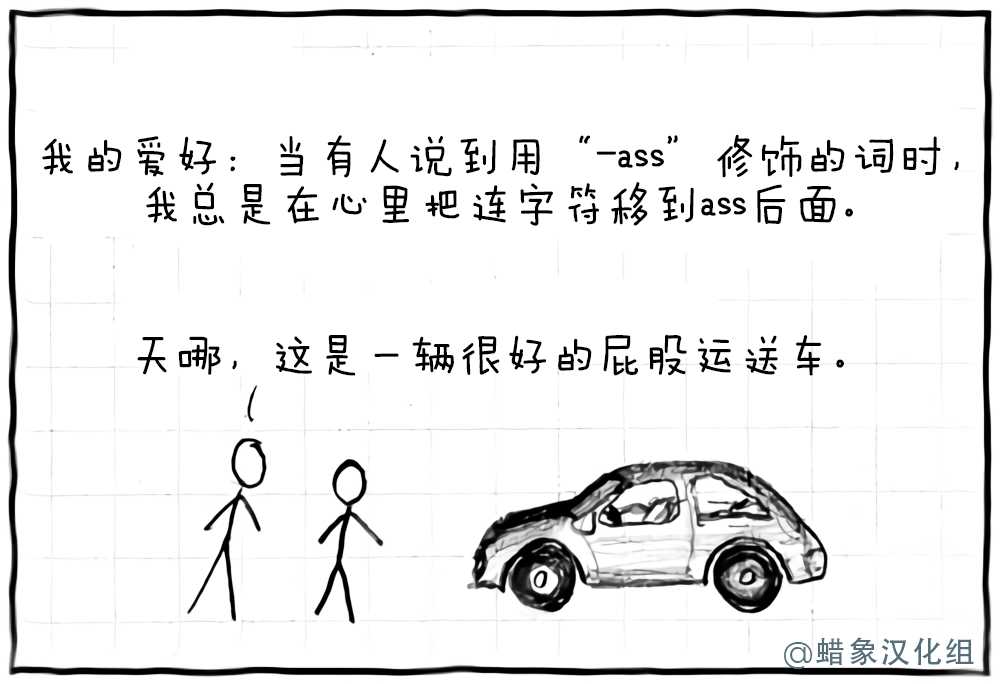 我的爱好：当有人说到用“-ass”修饰的词时，
我总是在心里把连字符移到ass后面。
天哪，这是一辆很好的屁股运送车。
@蜡象汉化组